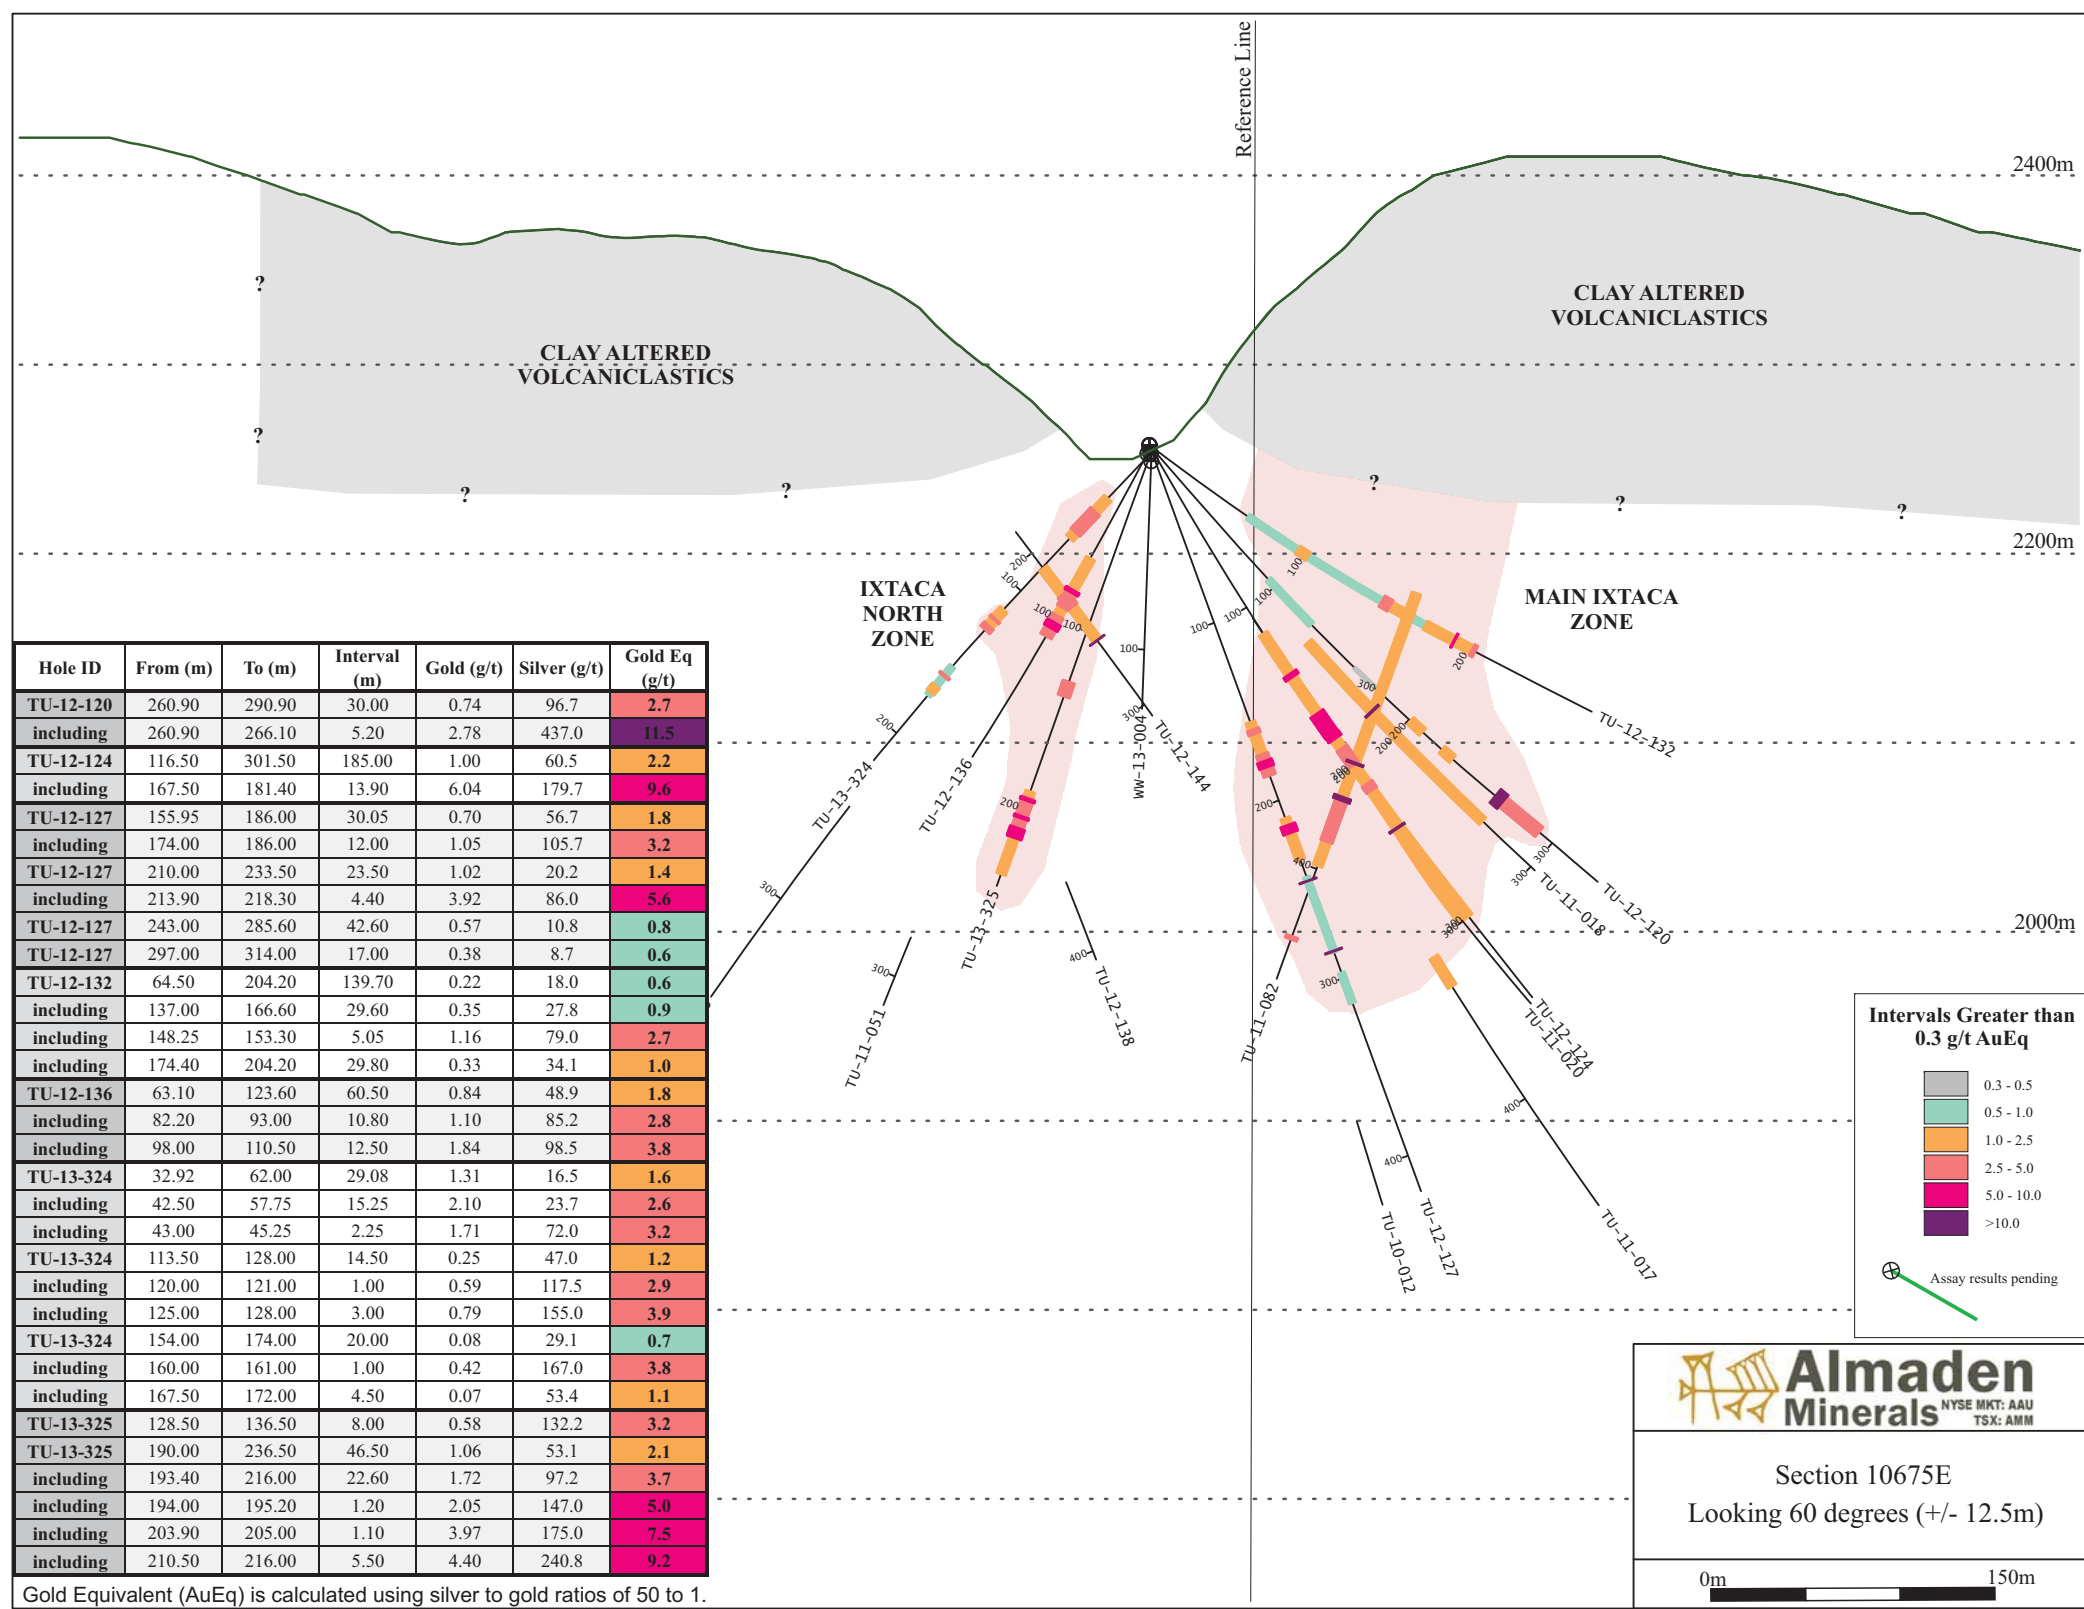 Reference Line
2400m
CLAY ALTERED
VOLCANICLASTICS
?
CLAY ALTERED
VOLCANICLASTICS
?
?
?
?
?
?
2200m
IXTACA
NORTH
ZONE
MAIN IXTACA
ZONE
2000m
TU-13-324
TU-12-136
WW-13-004
TU-12-144
TU-13-325
TU-11-051
TU-12-138
TU-11-082
TU-12-132
TU-12-120
TU-11-018
TU-12-124
TU-11-020
TU-11-017
TU-12-127
TU-10-012
200
100
100
100
100
300
200
300
200
300
400
100
100
100
100
200
300
200
200
300
200
200
400
300
300
300
300
300
400
400
Hole ID From (m) To (m) Interval (m) Gold (g/t) Silver (g/t) Gold Eq (g/t)
TU-12-120 260.90 290.90 30.00 0.74 96.7 2.7
including 260.90 266.10 5.20 2.78 437.0 11.5
TU-12-124 116.50 301.50 185.00 1.00 60.5 2.2
including 167.50 181.40 13.90 6.04 179.7 9.6
TU-12-127 155.95 186.00 30.05 0.70 56.7 1.8
including 174.00 186.00 12.00 1.05 105.7 3.2
TU-12-127 210.00 233.50 23.50 1.02 20.2 1.4
including 213.90 218.30 4.40 3.92 86.0 5.6
TU-12-127 243.00 285.60 42.60 0.57 10.8 0.8
TU-12-127 297.00 314.00 17.00 0.38 8.7 0.6
TU-12-132 64.50 204.20 139.70 0.22 18.0 0.6
including 137.00 166.60 29.60 0.35 27.8 0.9
including 148.25 153.30 5.05 1.16 79.0 2.7
including 174.40 204.20 29.80 0.33 34.1 1.0
TU-12-136 63.10 123.60 60.50 0.84 48.9 1.8
including 82.20 93.00 10.80 1.10 85.2 2.8
including 98.00 110.50 12.50 1.84 98.5 3.8
TU-13-324 32.92 62.00 29.08 1.31 16.5 1.6
including 42.50 57.75 15.25 2.10 23.7 2.6
including 43.00 45.25 2.25 1.71 72.0 3.2
TU-13-324 113.50 128.00 14.50 0.25 47.0 1.2
including 120.00 121.00 1.00 0.59 117.5 2.9
including 125.00 128.00 3.00 0.79 155.0 3.9
TU-13-324 154.00 174.00 20.00 0.08 29.1 0.7
including 160.00 161.00 1.00 0.42 167.0 3.8
including 167.50 172.00 4.50 0.07 53.4 1.1
TU-13-325 128.50 136.50 8.00 0.58 132.2 3.2
TU-13-325 190.00 236.50 46.50 1.06 53.1 2.1
including 193.40 216.00 22.60 1.72 97.2 3.7
including 194.00 195.20 1.20 2.05 147.0 5.0
including 203.90 205.00 1.10 3.97 175.0 7.5
including 210.50 216.00 5.50 4.40 240.8 9.2
Gold Equivalent (AuEq) is calculated using silver to gold ratios of 50 to 1.
Intervals Greater than
0.3 g/t AuEq
0.3 - 0.5
0.5 - 1.0
1.0 - 2.5
2.5 - 5.0
5.0 - 10.0
>10.0
Assay results pending
Almaden
Minerals NYSE MKT: AAU
TSX: AMM
Section 10675E
Looking 60 degrees (+/- 12.5m)
0m 150m